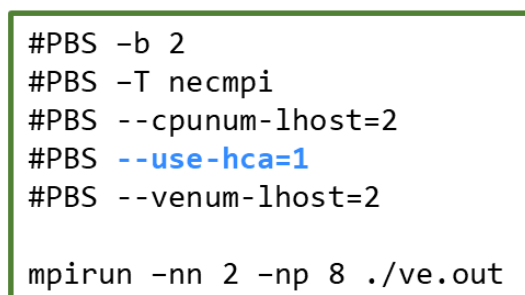 #PBS –b 2
#PBS –T necmpi
#PBS --cpunum-lhost=2
#PBS --use-hca=1
#PBS --venum-lhost=2
mpirun –nn 2 –np 8 ./ve.out